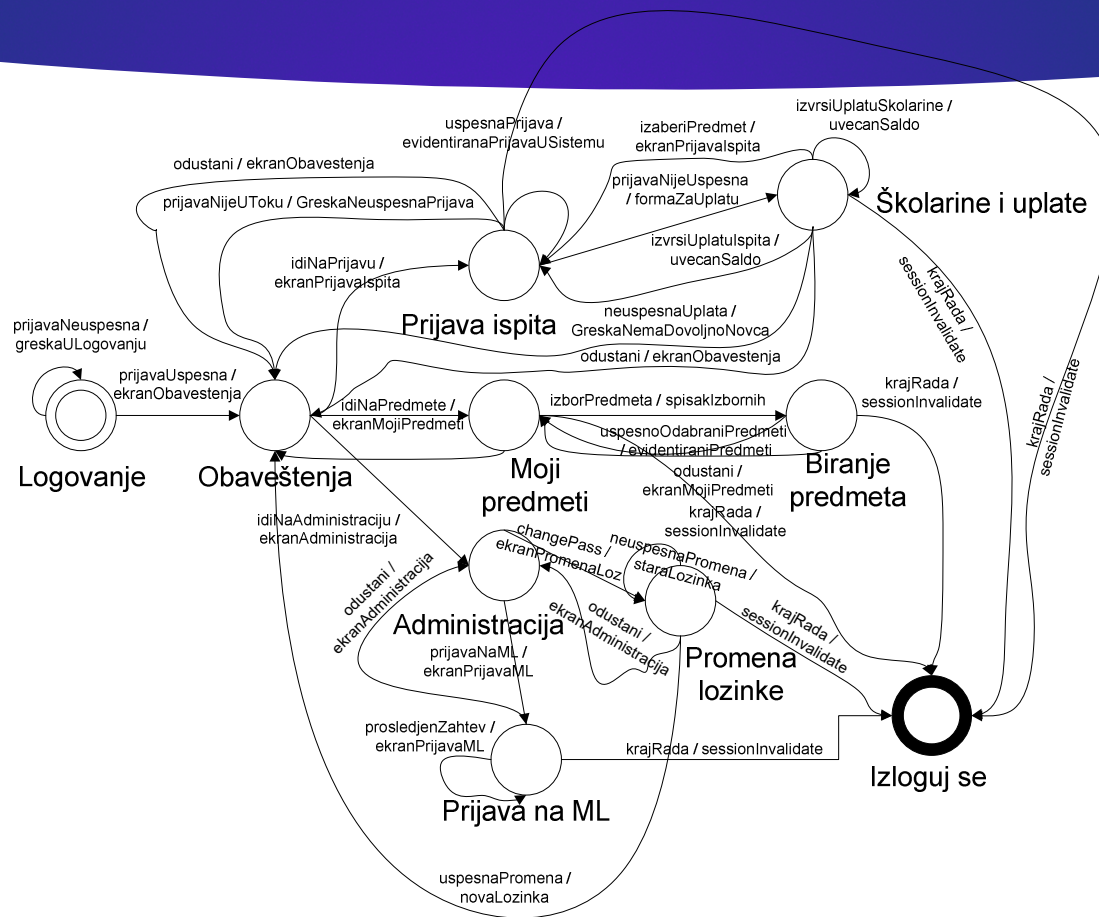 izvrsiUplatuSkolarine /
uvecanSaldo
uspesnaPrijava /
evidentiranaPrijavaUSistemu
izaberiPredmet /
ekranPrijavaIspita
odustani / ekranObavestenja
prijavaNijeUspesna
/ formaZaUplatu
prijavaNijeUToku / GreskaNeuspesnaPrijava
Školarine i uplate
izvrsiUplatuIspita /
uvecanSaldo
idiNaPrijavu /
ekranPrijavaIspita
krajRada /
sessionInvalidate
Prijava ispita
neuspesnaUplata /
GreskaNemaDovoljnoNovca
prijavaNeuspesna /
greskaULogovanju
odustani / ekranObavestenja
prijavaUspesna /
ekranObavestenja
krajRada /
sessionInvalidate
krajRada /
sessionInvalidate
idiNaPredmete /
ekranMojiPredmeti
izborPredmeta / spisakIzbornih
uspesnoOdabraniPredmeti
/ evidentiraniPredmeti
Logovanje
Obaveštenja
Moji
predmeti
odustani /
ekranMojiPredmeti
Biranje
predmeta
krajRada /
sessionInvalidate
idiNaAdministraciju /
ekranAdministracija
changePass /
ekranPromenaLoz
neuspesnaPromena /
staraLozinka
odustani /
ekranAdministracija
odustani /
ekranAdministracija
krajRada /
sessionInvalidate
Administracija
prijavaNaML /
ekranPrijavaML
Promena
lozinke
prosledjenZahtev /
ekranPrijavaML
krajRada / sessionInvalidate
Izloguj se
Prijava na ML
uspesnaPromena /
novaLozinka